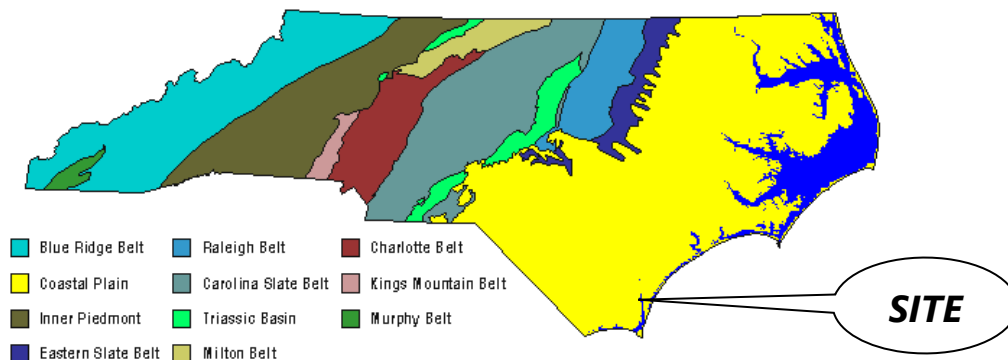 Blue Ridge Belt
Raleigh Belt
Charlotte Belt
Coastal Plain
Carolina Slate Belt
Kings Mountain Belt
Inner Piedmont
Triassic Basin
Murphy Belt
Eastern Slate Belt
Milton Belt
SITE